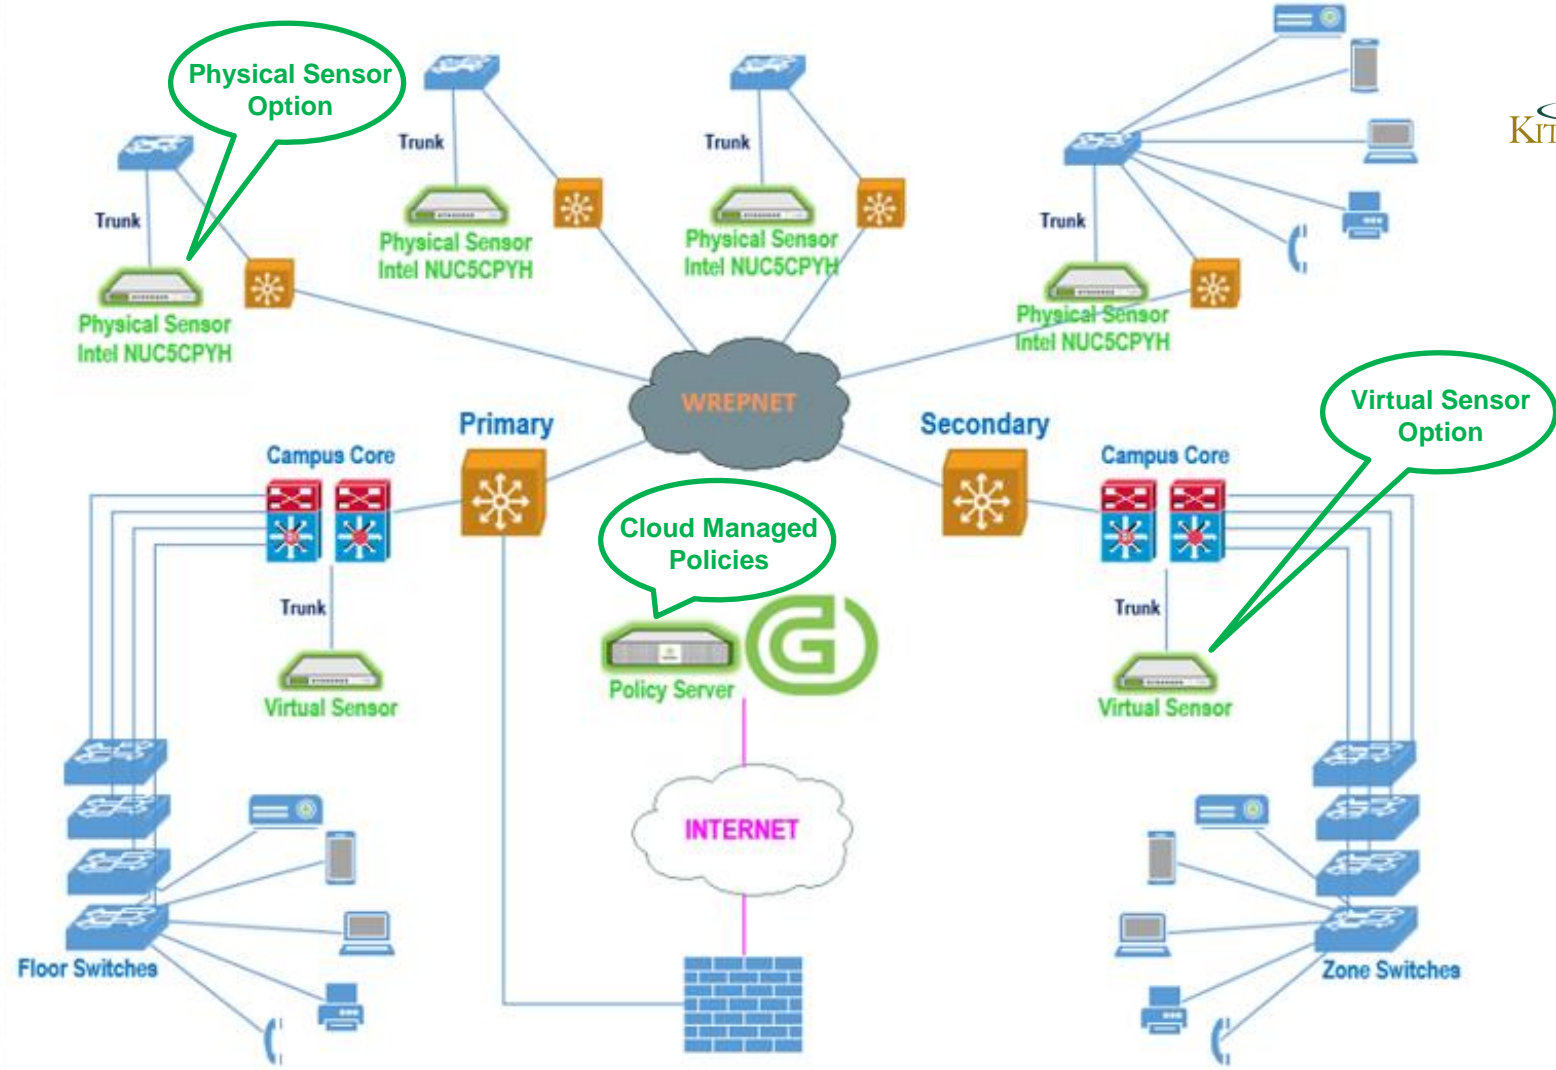 Physical Sensor
Option
Trunk
Trunk
Trunk
Trunk
Physical Sensor
Intel NUC5CPYH
Physical Sensor
Intel NUC5CPYH
Physical Sensor
Intel NUC5CPYH
Physical Sensor
Intel NUC5CPYH
WREPNET
Primary
Secondary
Virtual Sensor
Option
Campus Core
Campus Core
Cloud Managed
Policies
Trunk
Trunk
Virtual Sensor
Policy Server
G
Virtual Sensor
INTERNET
Floor Switches
Zone Switches